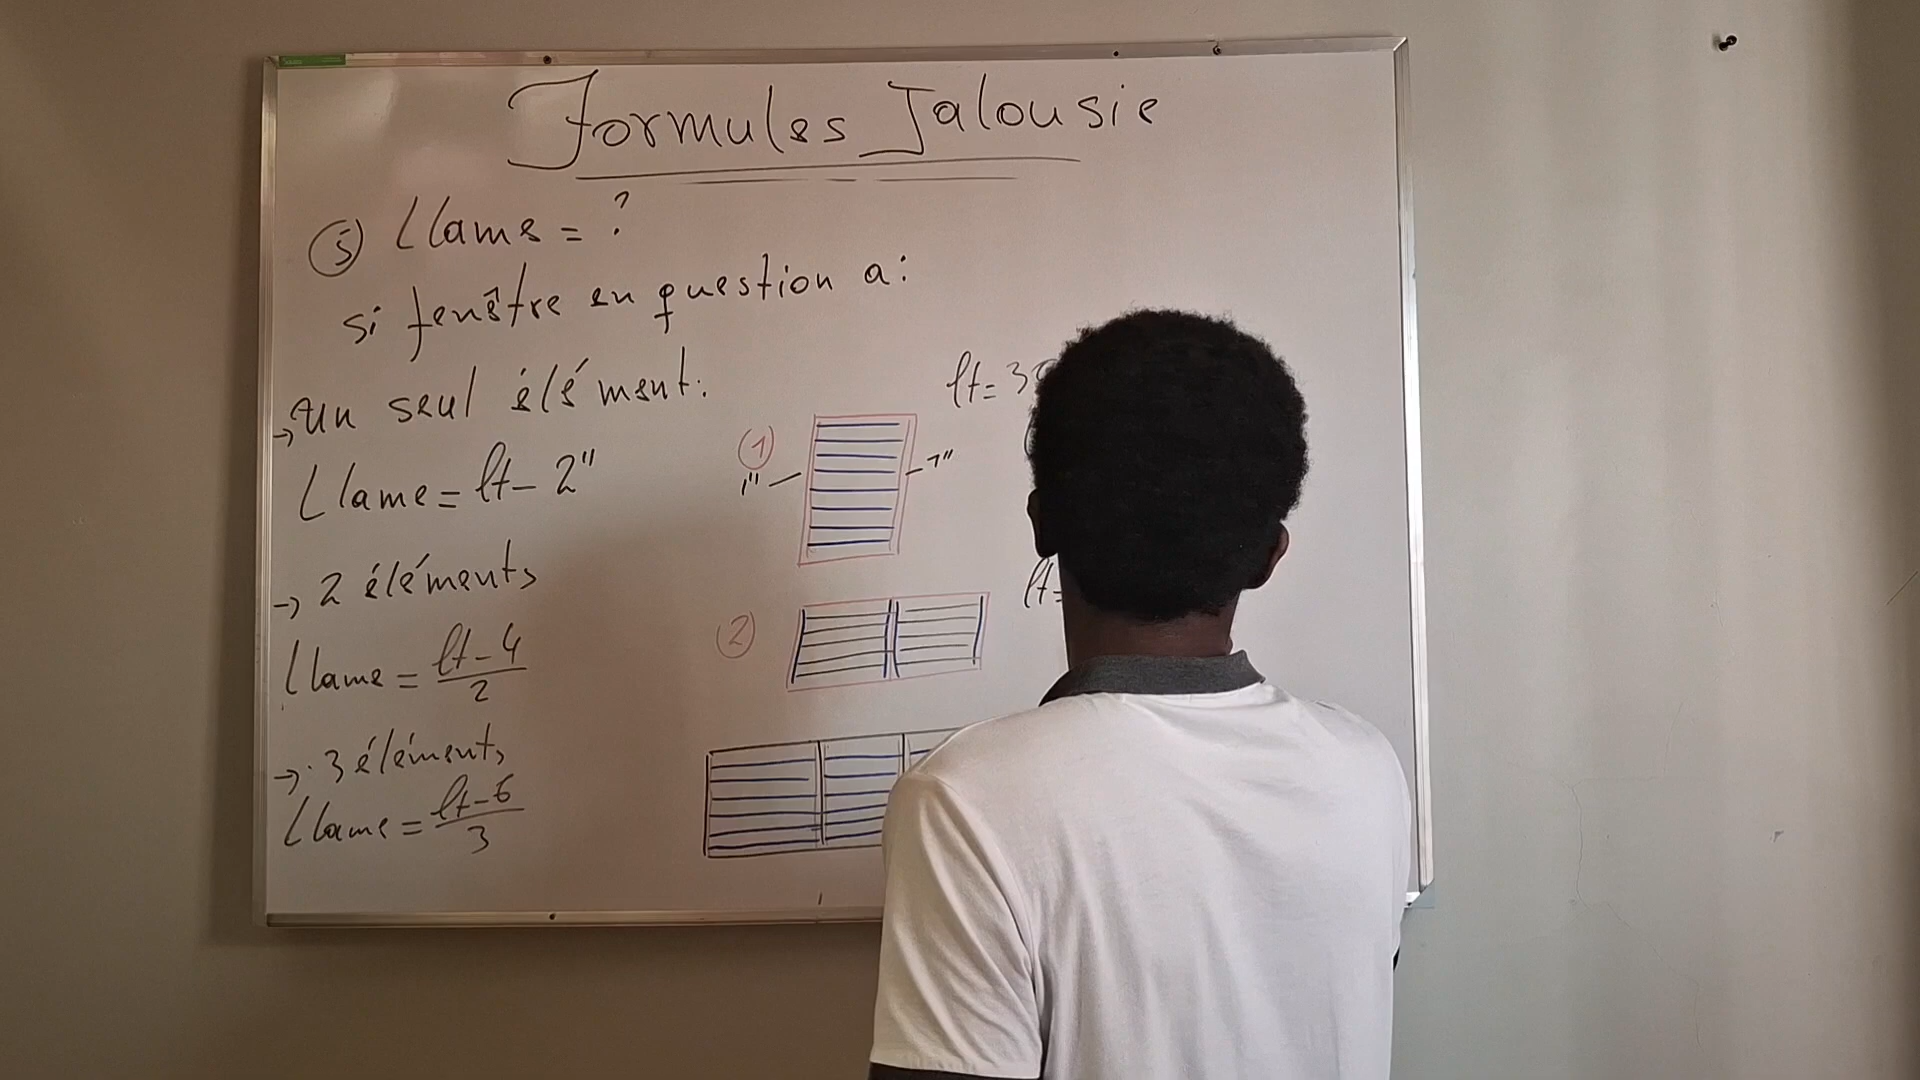 Formules Jalousie
⑤ Llame = ?
si fenêtre en question a:
→ un seul élément.
Llame = lt - 2"
→ 2 éléments
Llame = lt - 4 / 2
→ 3 éléments
Llame = lt - 6 / 3
lt = 
① 1" 1"
②
lt =